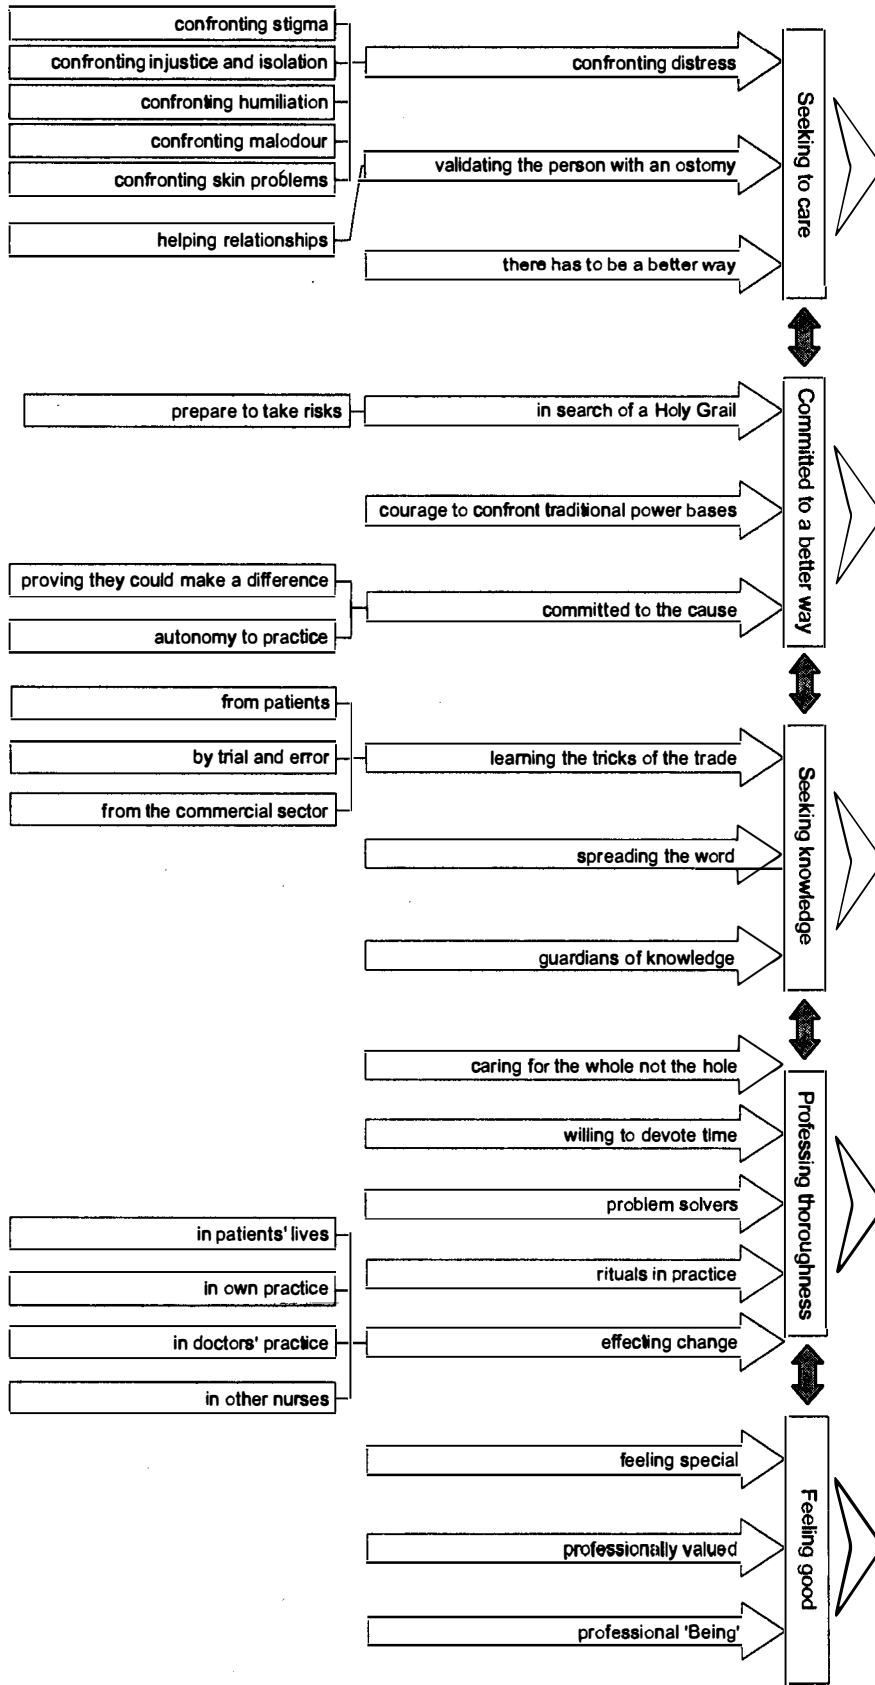 confronting stigma
confronting injustice and isolation
confronting humiliation
confronting malodour
confronting skin problems
helping relationships
confronting distress
validating the person with an ostomy
there has to be a better way
Seeking to care
prepare to take risks
in search of a Holy Grail
courage to confront traditional power bases
proving they could make a difference
autonomy to practice
committed to the cause
Committed to a better way
from patients
by trial and error
from the commercial sector
learning the tricks of the trade
spreading the word
guardians of knowledge
Seeking knowledge
caring for the whole not the hole
willing to devote time
problem solvers
rituals in practice
in patients' lives
in own practice
in doctors' practice
in other nurses
effecting change
Professing thoroughness
feeling special
professionally valued
professional 'Being'
Feeling good